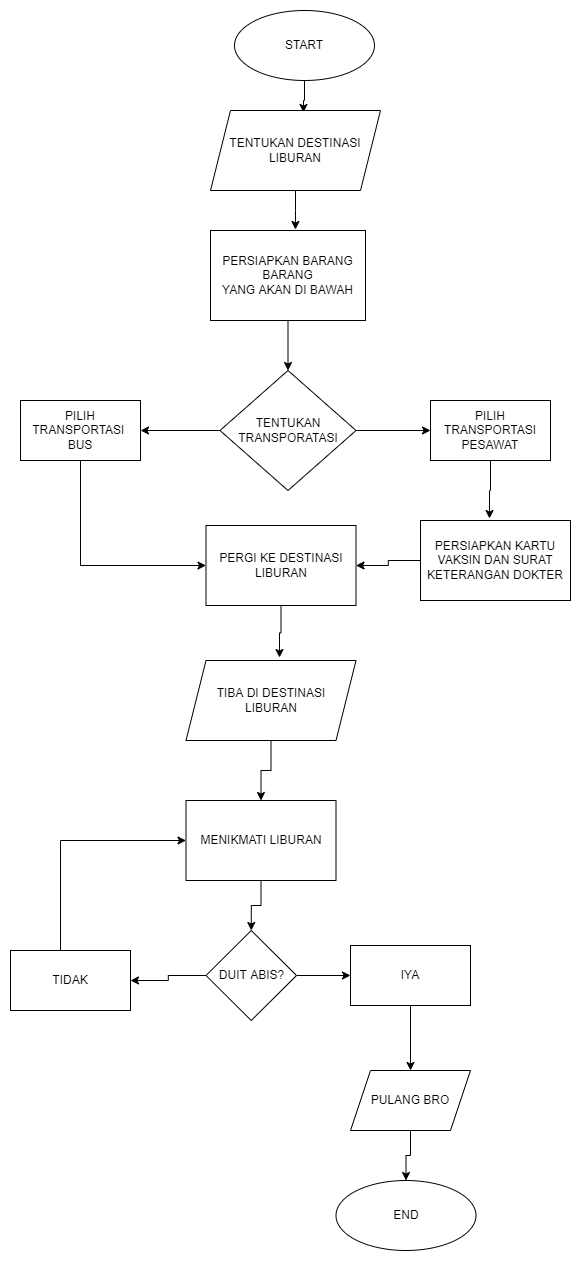 START
TENTUKAN DESTINASI
LIBURAN
PERSIAPKAN BARANG
BARANG
YANG AKAN DI BAWAH
TENTUKAN
TRANSPORATASI
PILIH
TRANSPORTASI
BUS
PILIH
TRANSPORTASI
PESAWAT
PERSIAPKAN KARTU
VAKSIN DAN SURAT
KETERANGAN DOKTER
PERGI KE DESTINASI
LIBURAN
TIBA DI DESTINASI
LIBURAN
MENIKMATI LIBURAN
DUIT ABIS?
TIDAK
IYA
PULANG BRO
END